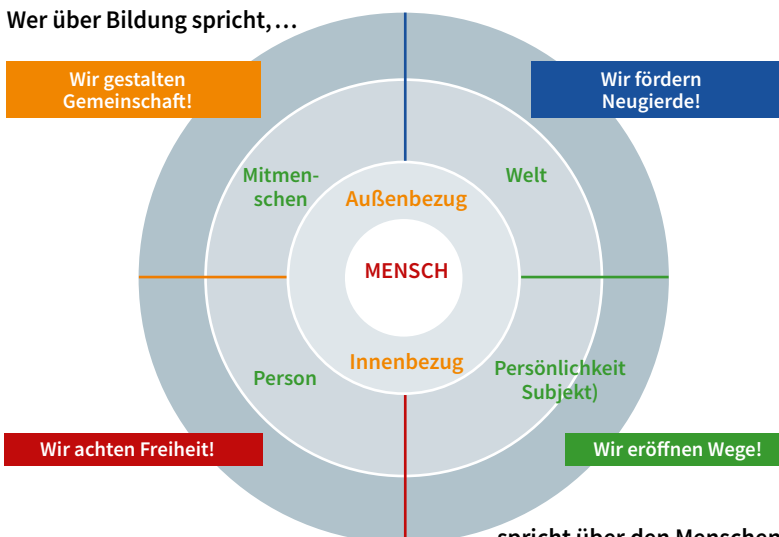 Wer über Bildung spricht, …
Wir gestalten
Gemeinschaft!
Wir fördern
Neugierde!
Mitmen-
schen
Welt
Außenbezug
MENSCH
Innenbezug
Person
Persönlichkeit
Subjekt)
Wir achten Freiheit!
Wir eröffnen Wege!
spricht über den Menschen